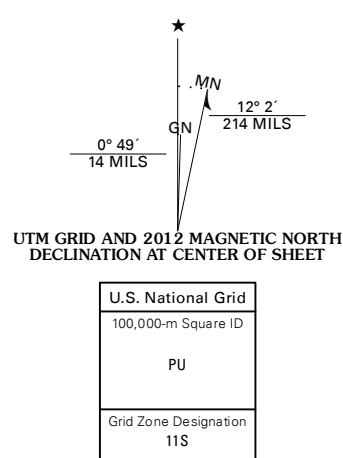 ★
MN
12° 2´
214 MILS
GN
0° 49´
14 MILS
UTM GRID AND 2012 MAGNETIC NORTH
DECLINATION AT CENTER OF SHEET
U.S. National Grid
100,000-m Square ID
PU
Grid Zone Designation
11S